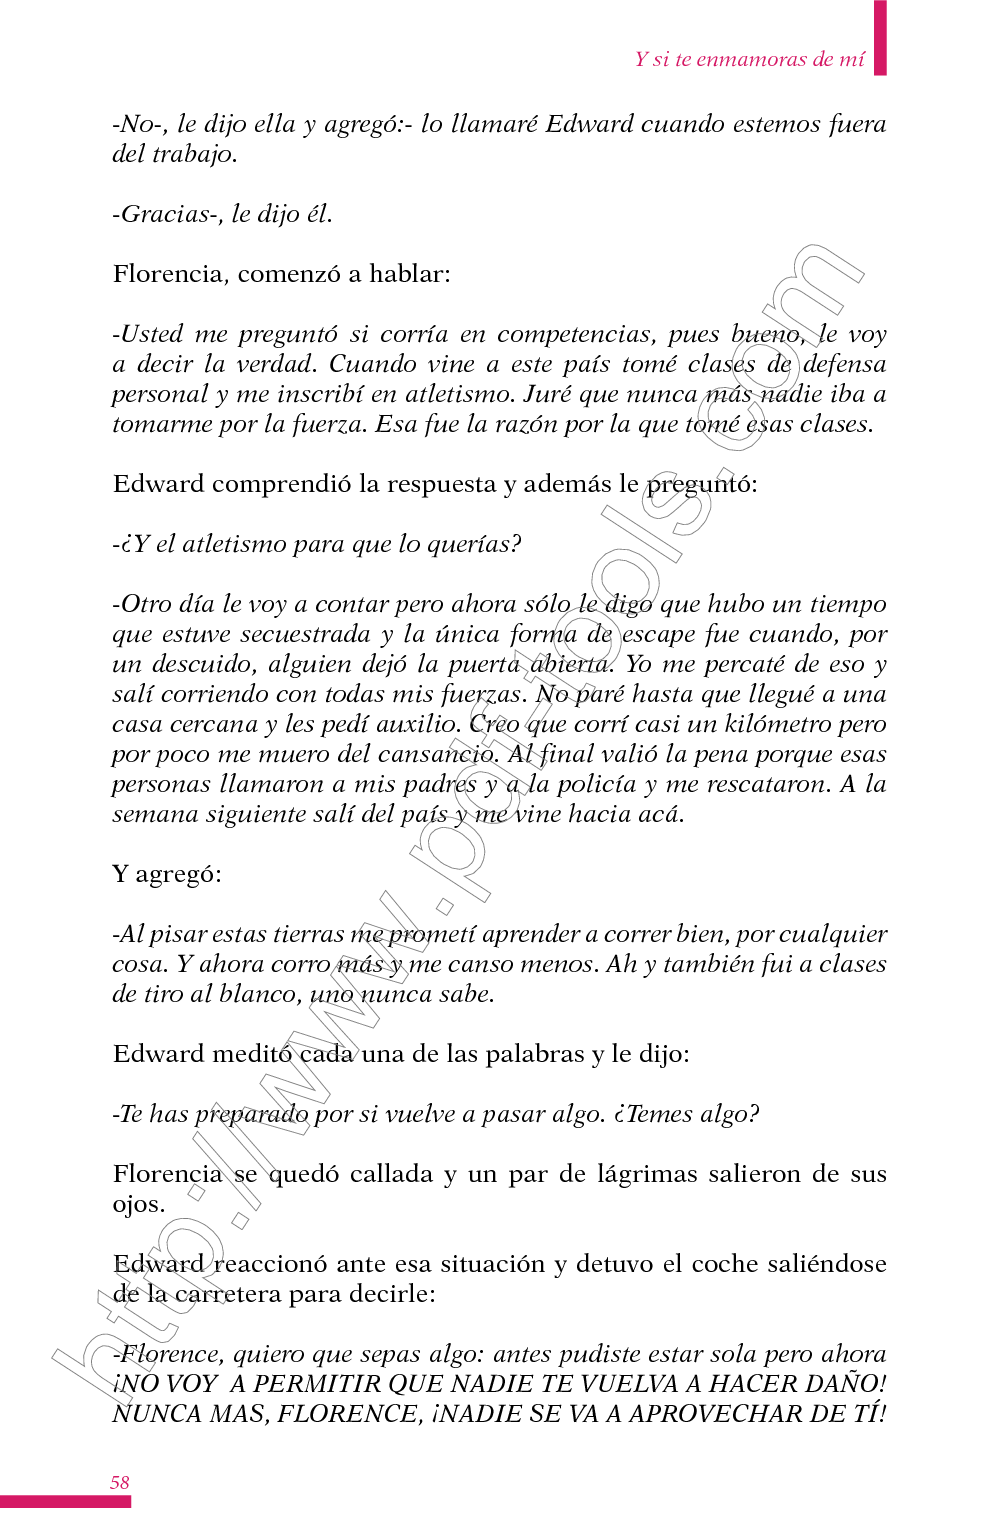 Y si te enmamoras de mí
-No-, le dijo ella y agregó:- lo llamaré Edward cuando estemos fuera
del trabajo.
-Gracias-, le dijo él.
Florencia, comenzó a hablar:
-Usted me preguntó si corría en competencias, pues bueno, le voy
a decir la verdad. Cuando vine a este país tomé clases de defensa
personal y me inscribí en atletismo. Juré que nunca más nadie iba a
tomarme por la fuerza. Esa fue la razón por la que tomé esas clases.
Edward comprendió la respuesta y además le preguntó:
-¿Y el atletismo para que lo querías?
-Otro día le voy a contar pero ahora sólo le digo que hubo un tiempo
que estuve secuestrada y la única forma de escape fue cuando, por
un descuido, alguien dejó la puerta abierta. Yo me percaté de eso y
salí corriendo con todas mis fuerzas. No paré hasta que llegué a una
casa cercana y les pedí auxilio. Creo que corrí casi un kilómetro pero
por poco me muero del cansancio. Al final valió la pena porque esas
personas llamaron a mis padres y a la policía y me rescataron. A la
semana siguiente salí del país y me vine hacia acá.
Y agregó:
-Al pisar estas tierras me prometí aprender a correr bien, por cualquier
cosa. Y ahora corro más y me canso menos. Ah y también fui a clases
de tiro al blanco, uno nunca sabe.
Edward meditó cada una de las palabras y le dijo:
-Te has preparado por si vuelve a pasar algo. ¿Temes algo?
Florencia se quedó callada y un par de lágrimas salieron de sus
ojos.
Edward reaccionó ante esa situación y detuvo el coche saliéndose
de la carretera para decirle:
-Florence, quiero que sepas algo: antes pudiste estar sola pero ahora
¡NO VOY  A PERMITIR QUE NADIE TE VUELVA A HACER DAÑO!
NUNCA MAS, FLORENCE, ¡NADIE SE VA A APROVECHAR DE TÍ!
58
http://www.pdf-tools.com